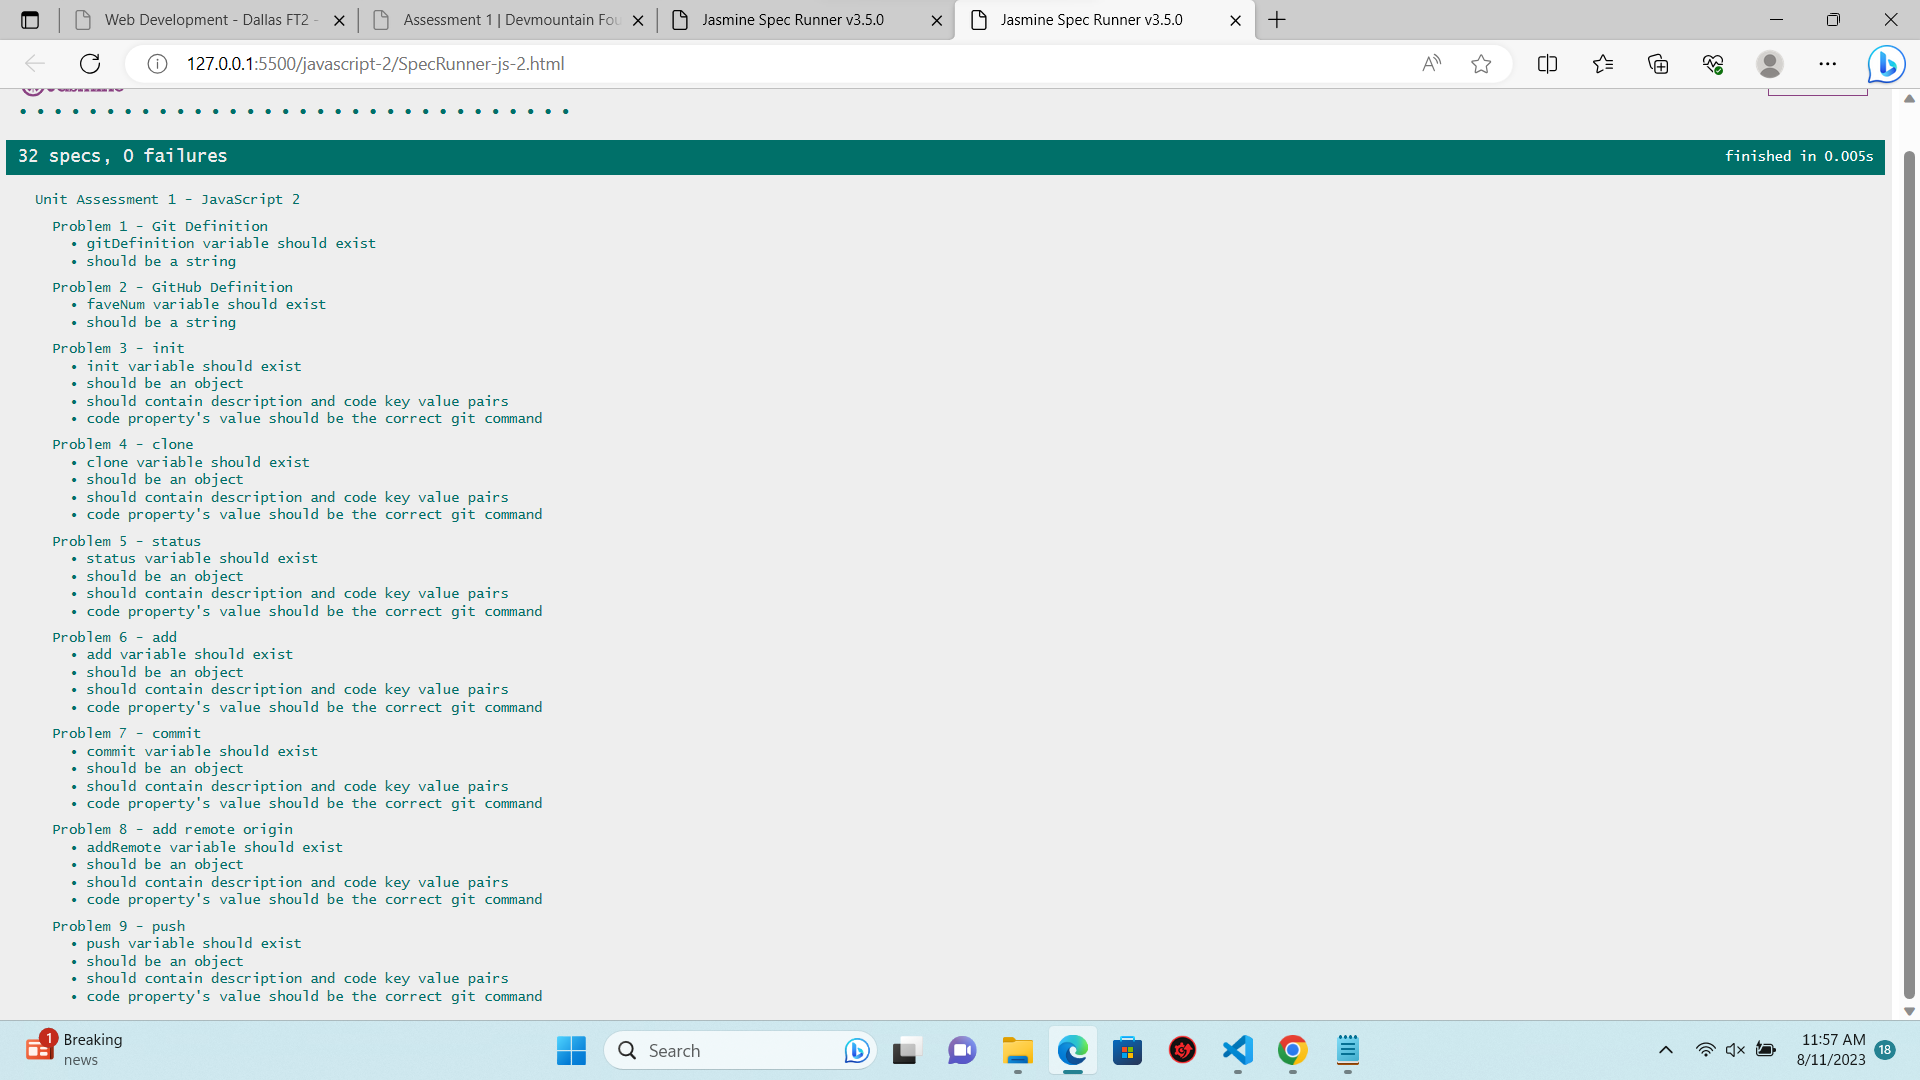 Web Development - Dallas FT2 -
Assessment 1 | Devmountain Fou
Jasmine Spec Runner v3.5.0
Jasmine Spec Runner v3.5.0
127.0.0.1:5500/javascript-2/SpecRunner-js-2.html
32 specs, 0 failures
finished in 0.005s
Unit Assessment 1 - JavaScript 2
Problem 1 - Git Definition
• gitDefinition variable should exist
• should be a string
Problem 2 - GitHub Definition
• faveNum variable should exist
• should be a string
Problem 3 - init
• init variable should exist
• should be an object
• should contain description and code key value pairs
• code property's value should be the correct git command
Problem 4 - clone
• clone variable should exist
• should be an object
• should contain description and code key value pairs
• code property's value should be the correct git command
Problem 5 - status
• status variable should exist
• should be an object
• should contain description and code key value pairs
• code property's value should be the correct git command
Problem 6 - add
• add variable should exist
• should be an object
• should contain description and code key value pairs
• code property's value should be the correct git command
Problem 7 - commit
• commit variable should exist
• should be an object
• should contain description and code key value pairs
• code property's value should be the correct git command
Problem 8 - add remote origin
• addRemote variable should exist
• should be an object
• should contain description and code key value pairs
• code property's value should be the correct git command
Problem 9 - push
• push variable should exist
• should be an object
• should contain description and code key value pairs
• code property's value should be the correct git command
1
Breaking
news
Search
11:57 AM
8/11/2023
18